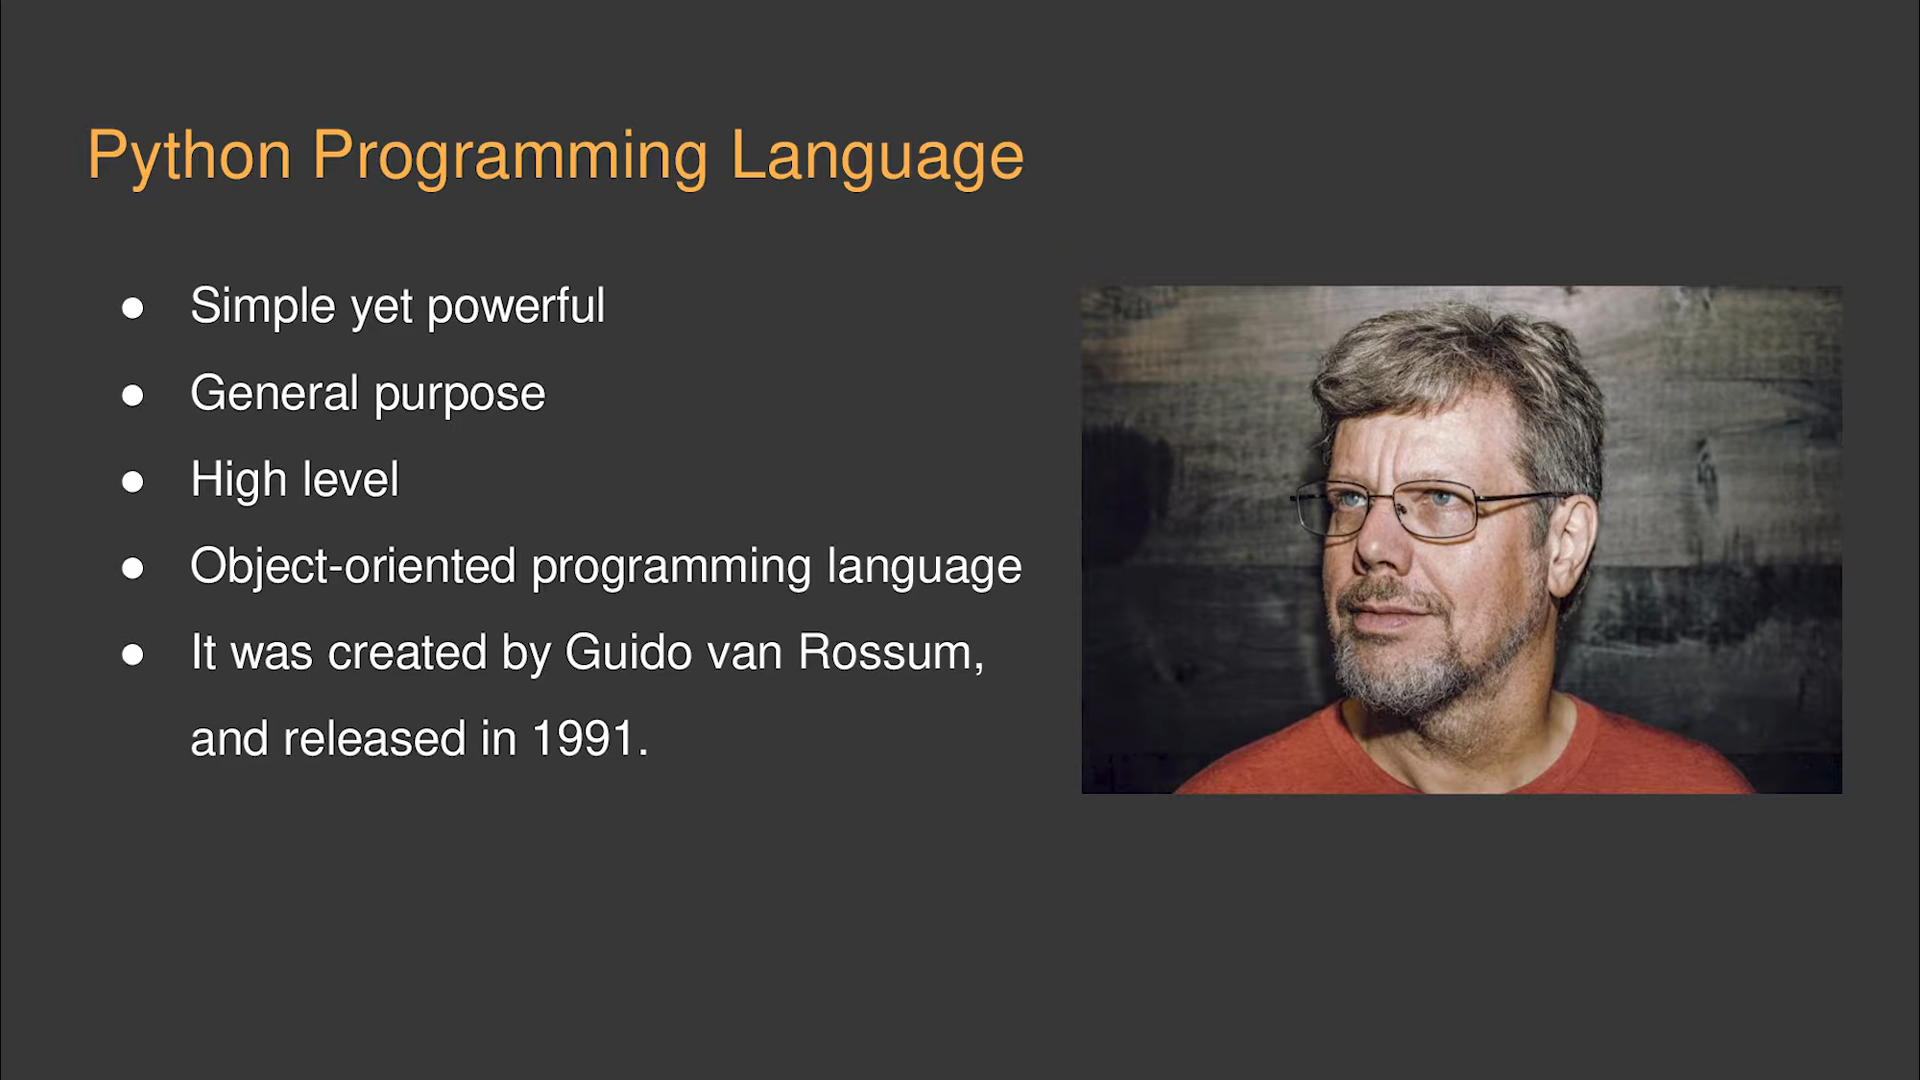 Python Programming Language
● Simple yet powerful
● General purpose
● High level
● Object-oriented programming language
● It was created by Guido van Rossum,
and released in 1991.